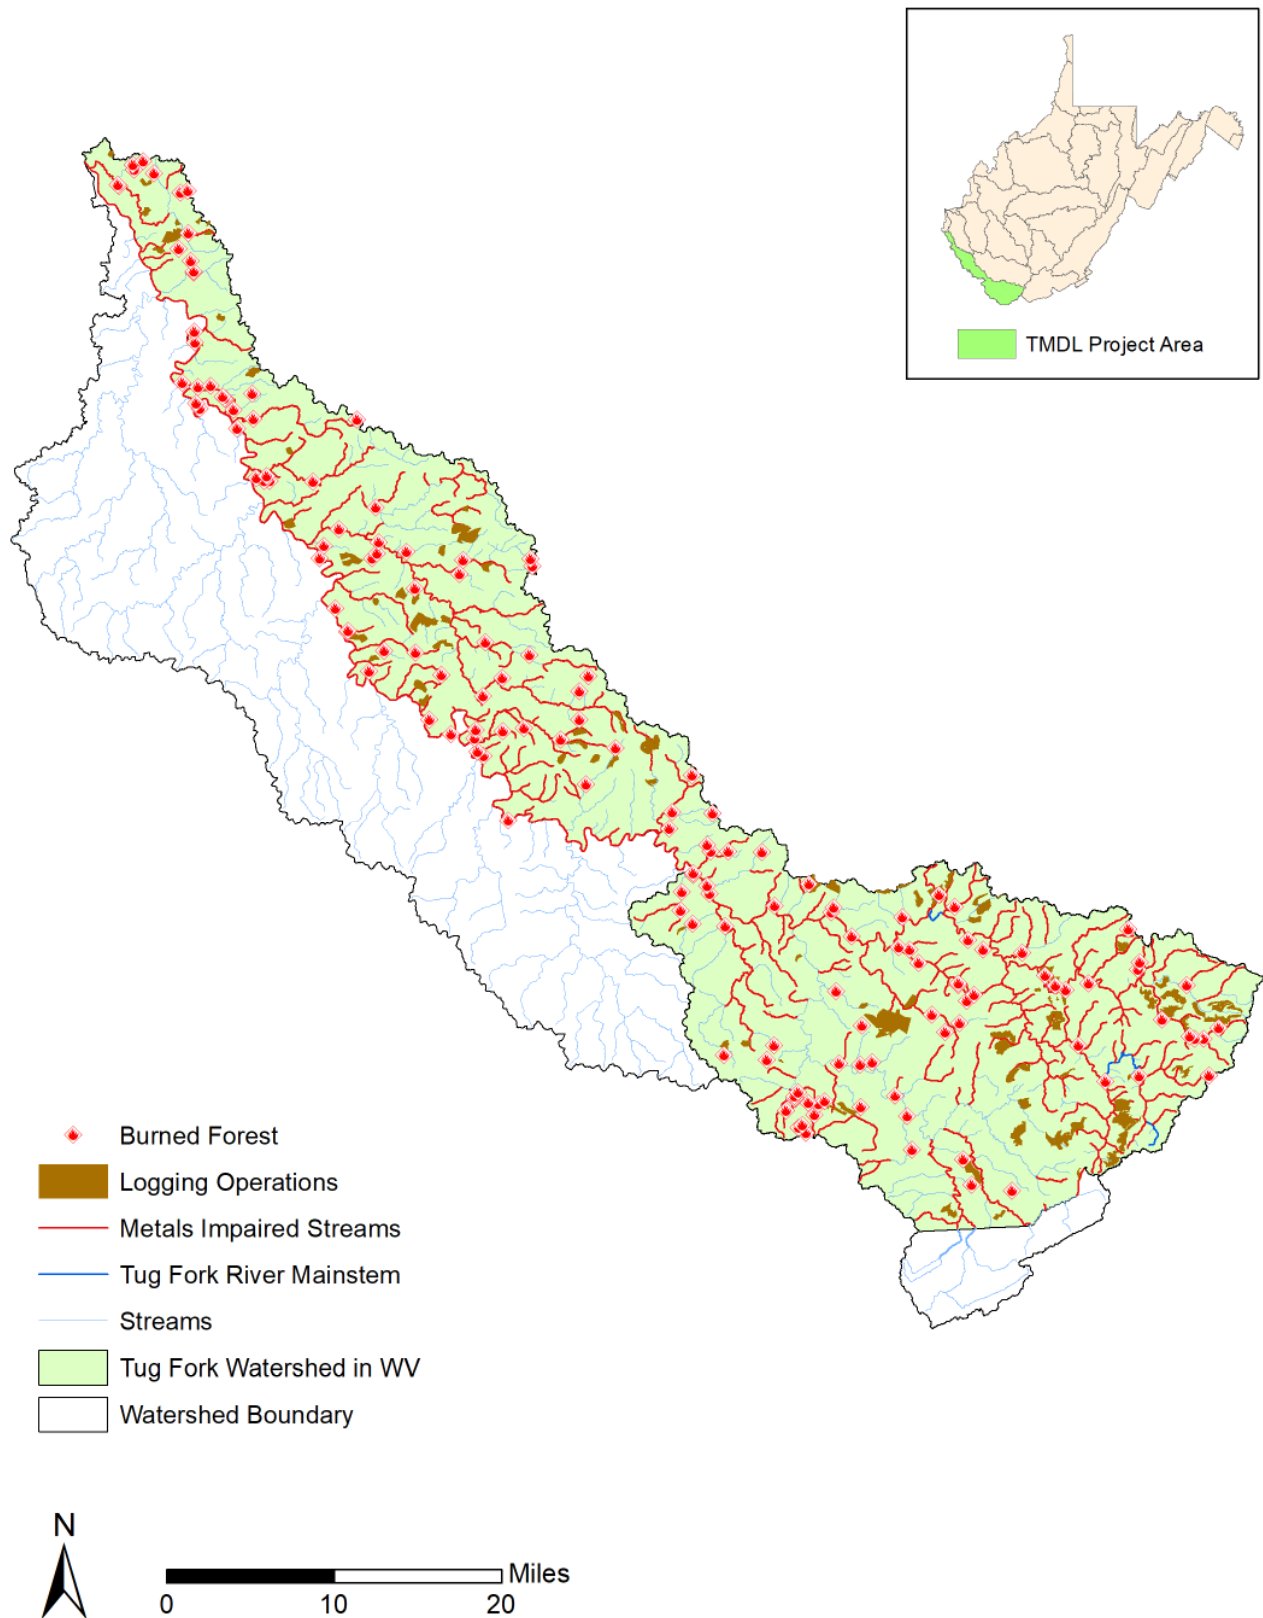 TMDL Project Area
Burned Forest
Logging Operations
Metals Impaired Streams
Tug Fork River Mainstem
Streams
Tug Fork Watershed in WV
Watershed Boundary
N
Miles
0 10 20